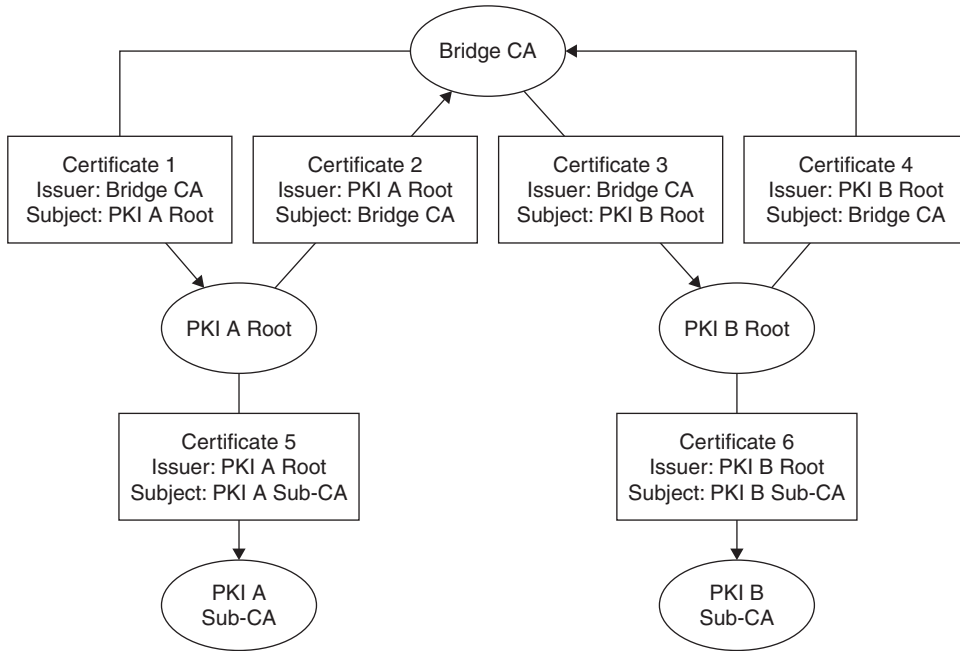 Bridge CA
Certificate 1
Issuer: Bridge CA
Subject: PKI A Root
Certificate 2
Issuer: PKI A Root
Subject: Bridge CA
Certificate 3
Issuer: Bridge CA
Subject: PKI B Root
Certificate 4
Issuer: PKI B Root
Subject: Bridge CA
PKI A Root
PKI B Root
Certificate 5
Issuer: PKI A Root
Subject: PKI A Sub-CA
Certificate 6
Issuer: PKI B Root
Subject: PKI B Sub-CA
PKI A
Sub-CA
PKI B
Sub-CA